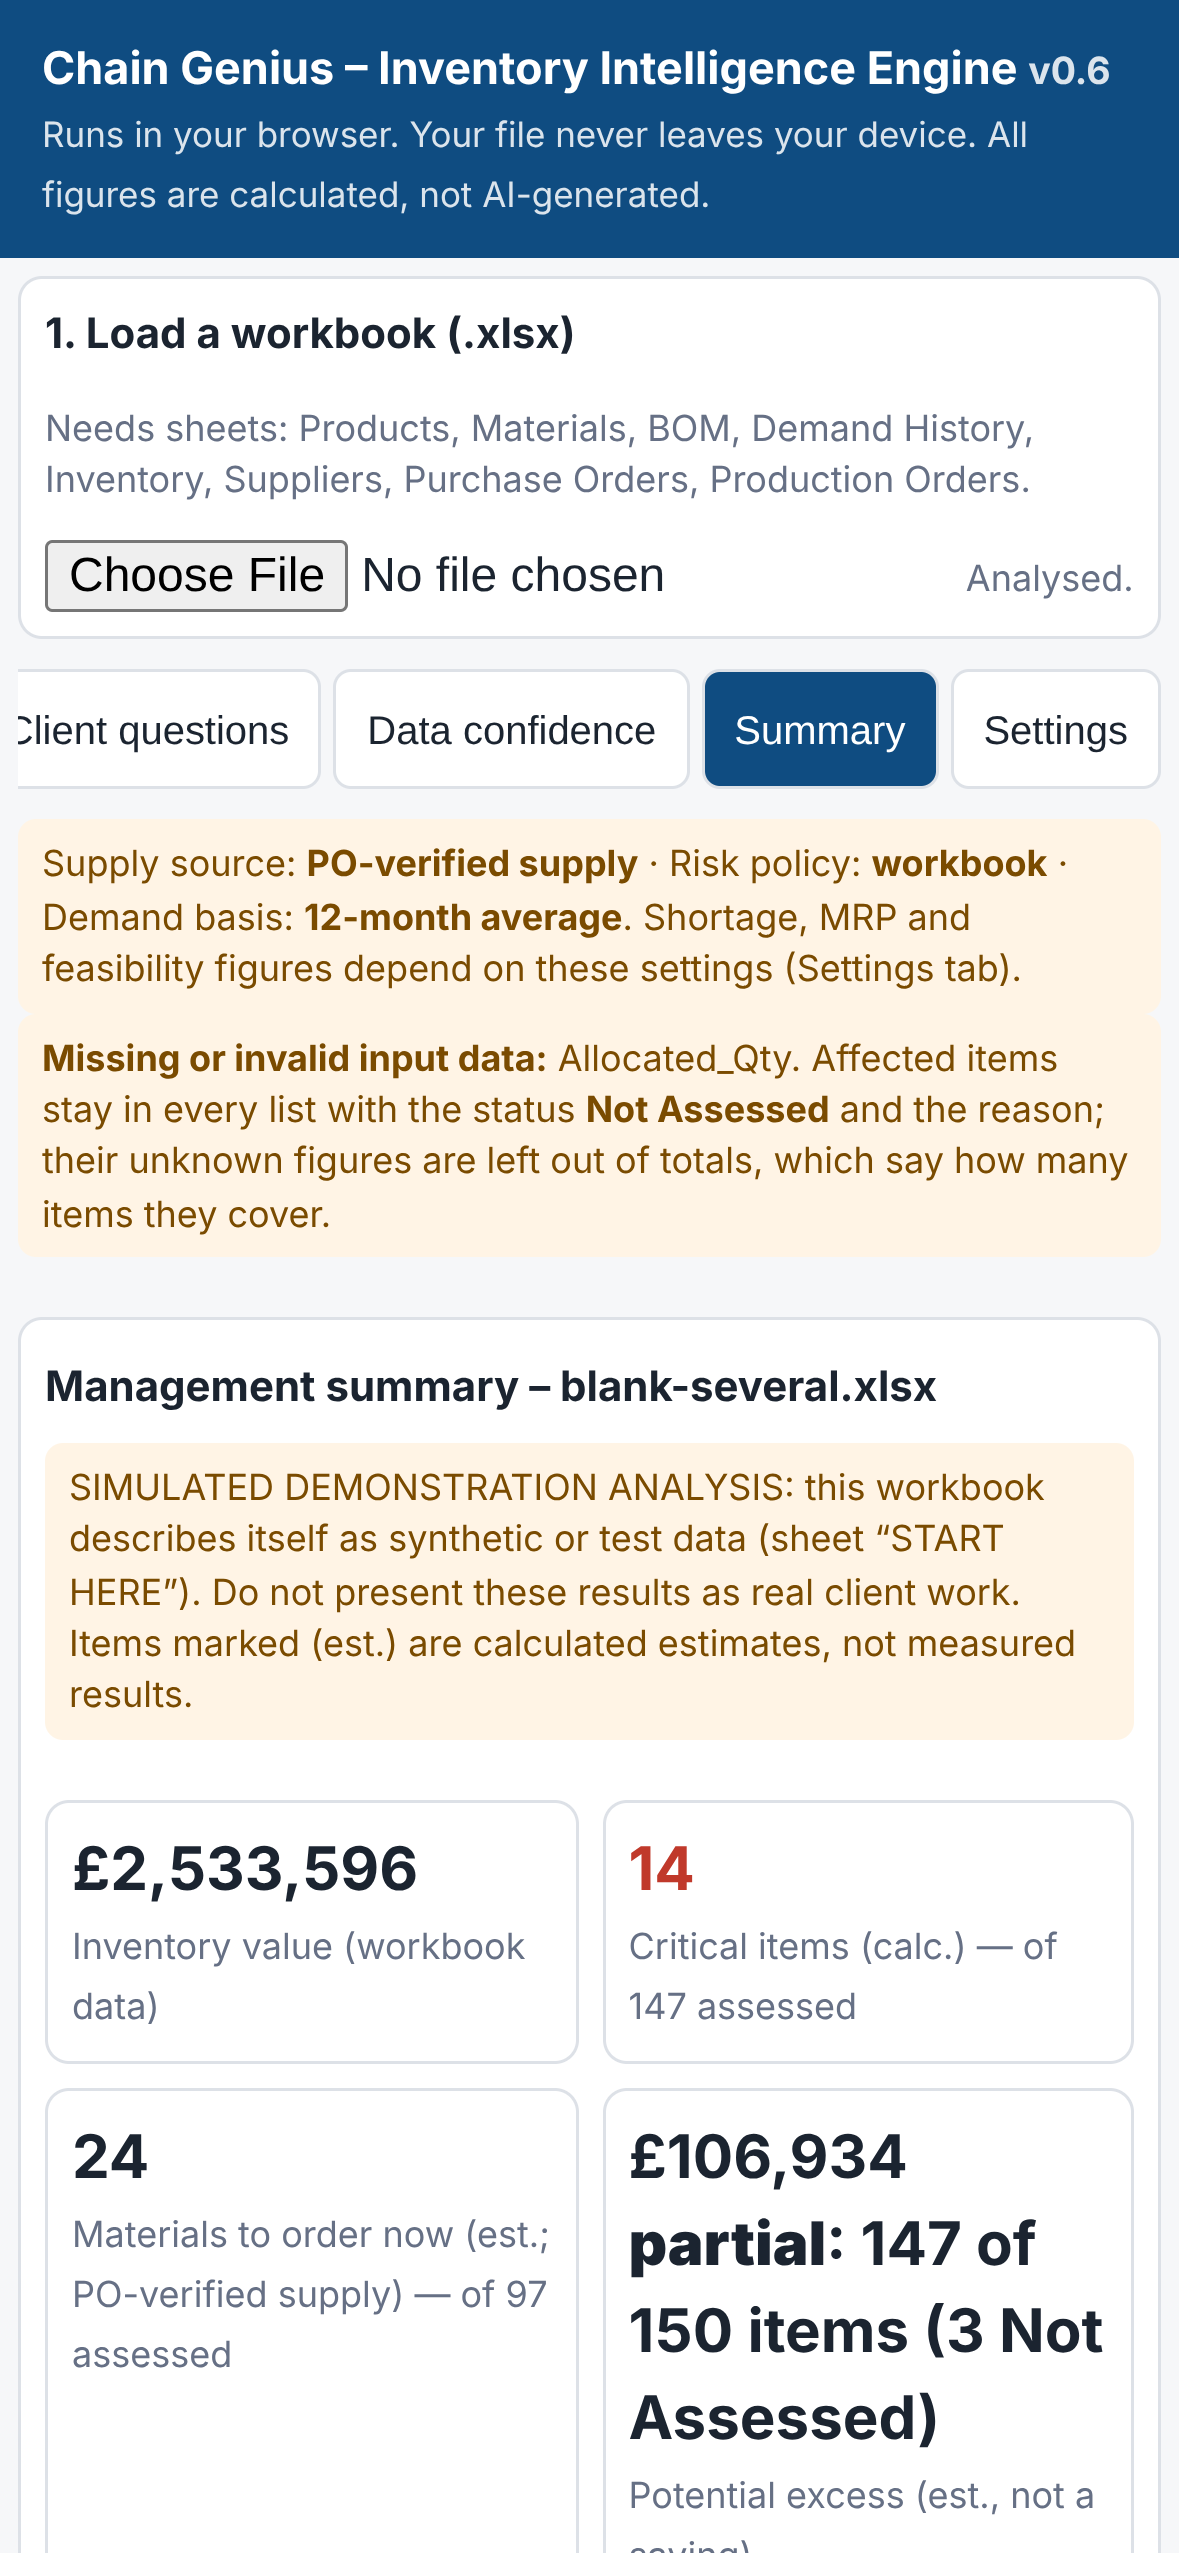 Chain Genius – Inventory Intelligence Engine v0.6
Runs in your browser. Your file never leaves your device. All
figures are calculated, not AI-generated.
1. Load a workbook (.xlsx)
Needs sheets: Products, Materials, BOM, Demand History,
Inventory, Suppliers, Purchase Orders, Production Orders.
Choose File No file chosen Analysed.
Client questions Data confidence Summary Settings
Supply source: PO-verified supply · Risk policy: workbook ·
Demand basis: 12-month average. Shortage, MRP and
feasibility figures depend on these settings (Settings tab).
Missing or invalid input data: Allocated_Qty. Affected items
stay in every list with the status Not Assessed and the reason;
their unknown figures are left out of totals, which say how many
items they cover.
Management summary – blank-several.xlsx
SIMULATED DEMONSTRATION ANALYSIS: this workbook
describes itself as synthetic or test data (sheet “START
HERE”). Do not present these results as real client work.
Items marked (est.) are calculated estimates, not measured
results.
£2,533,596
Inventory value (workbook
data)
14
Critical items (calc.) — of
147 assessed
24
Materials to order now (est.;
PO-verified supply) — of 97
assessed
£106,934
partial: 147 of
150 items (3 Not
Assessed)
Potential excess (est., not a
saving)